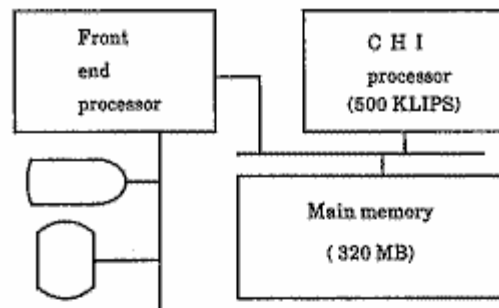 Front
end
processor
C H I
processor
(500 KLIPS)
Main memory
( 320 MB)